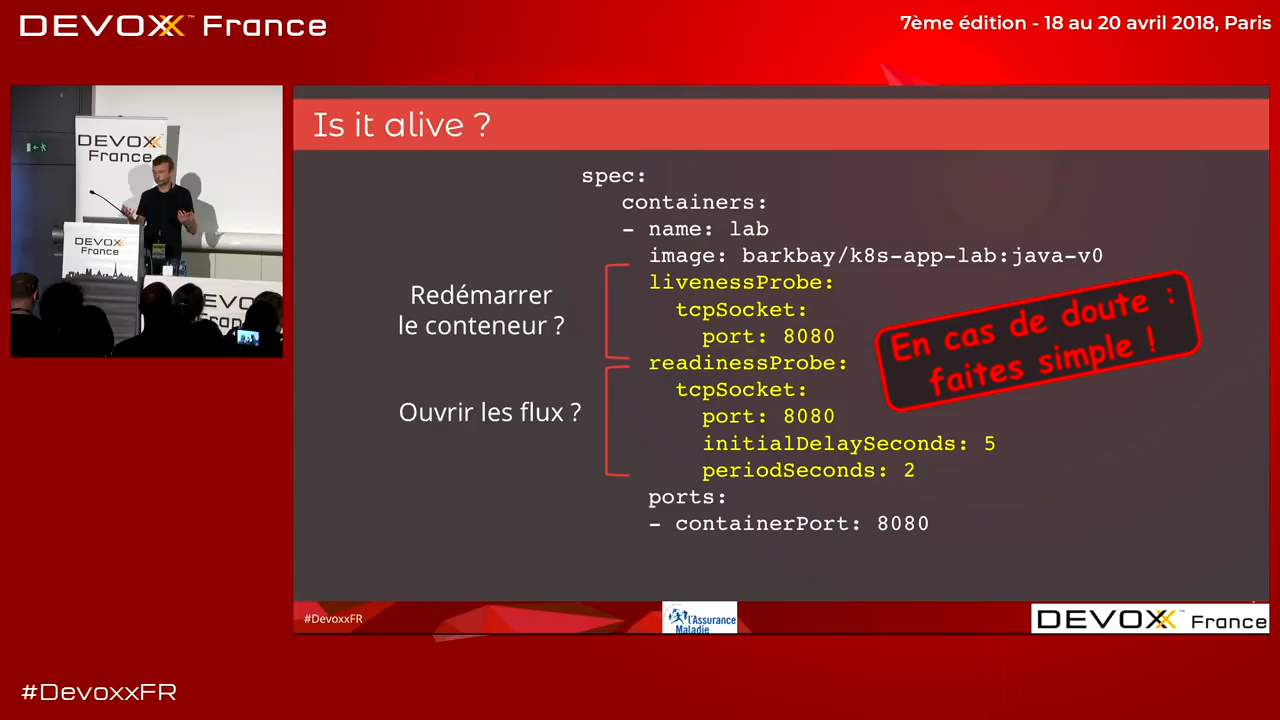 DEVOXX™ France
7ème édition - 18 au 20 avril 2018, Paris
DEVOXX
France
DEVOXX
France
DEVOXX
France
Is it alive ?
spec:
containers:
- name: lab
image: barkbay/k8s-app-lab:java-v0
livenessProbe:
tcpSocket:
port: 8080
readinessProbe:
tcpSocket:
port: 8080
initialDelaySeconds: 5
periodSeconds: 2
ports:
- containerPort: 8080
Redémarrer
le conteneur ?
Ouvrir les flux ?
En cas de doute :
faites simple !
#DevoxxFR
l'Assurance
Maladie
DEVOXX™ France
#DevoxxFR